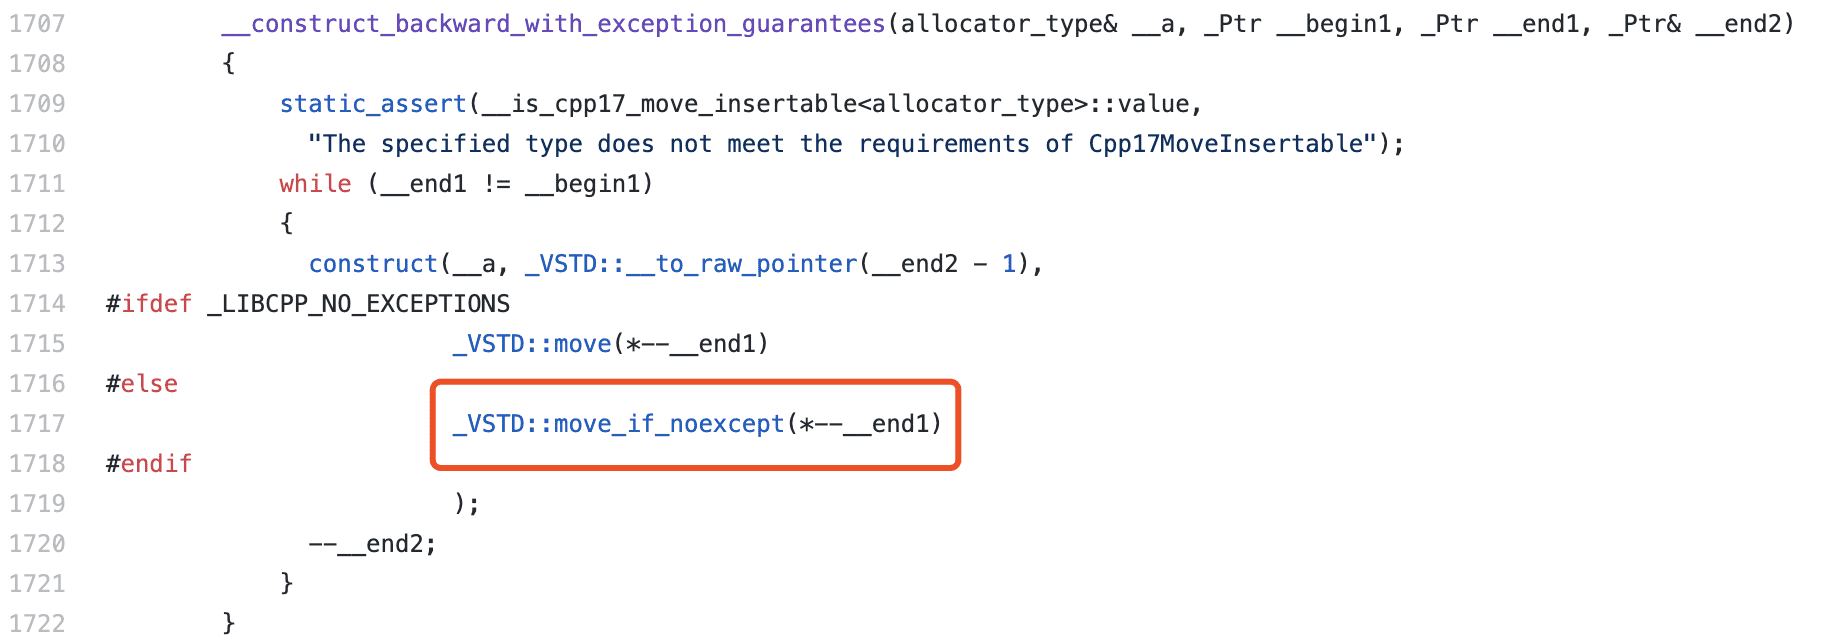 1707 __construct_backward_with_exception_guarantees(allocator_type& __a, _Ptr __begin1, _Ptr __end1, _Ptr& __end2)
1708 {
1709 static_assert(__is_cpp17_move_insertable<allocator_type>::value,
1710 "The specified type does not meet the requirements of Cpp17MoveInsertable");
1711 while (__end1 != __begin1)
1712 {
1713 construct(__a, _VSTD::__to_raw_pointer(__end2 - 1),
1714 #ifdef _LIBCPP_NO_EXCEPTIONS
1715 _VSTD::move(*--__end1)
1716 #else
1717 _VSTD::move_if_noexcept(*--__end1)
1718 #endif
1719 );
1720 --__end2;
1721 }
1722 }